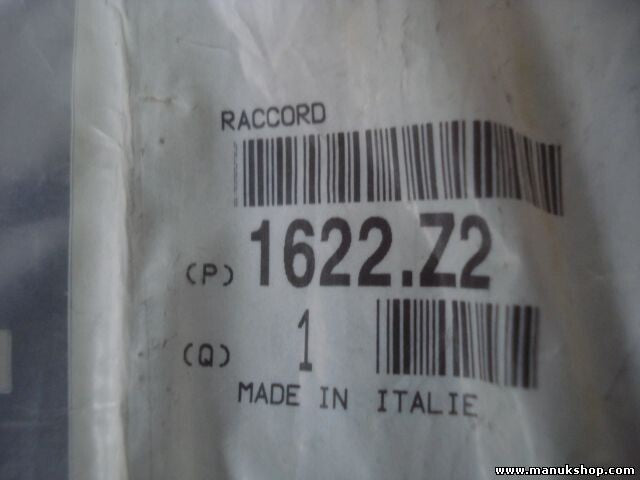 RACCORD
(P) 1622.Z2
(Q) 1
MADE IN ITALIE
www.manukshop.com